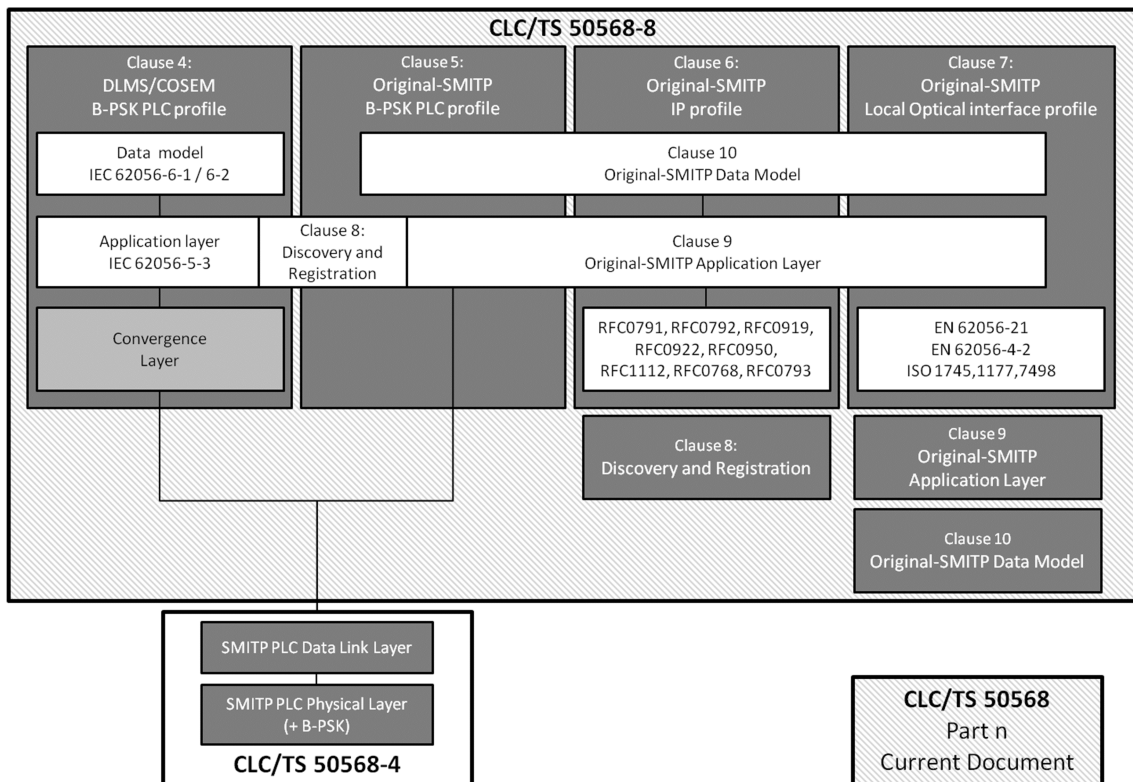 CLC/TS 50568-8
Clause 4:
DLMS/COSEM
B-PSK PLC profile
Clause 5:
Original-SMITP
B-PSK PLC profile
Clause 6:
Original-SMITP
IP profile
Clause 7:
Original-SMITP
Local Optical interface profile
Data model
IEC 62056-6-1 / 6-2
Clause 10
Original-SMITP Data Model
Application layer
IEC 62056-5-3
Clause 8:
Discovery and
Registration
Clause 9
Original-SMITP Application Layer
Convergence
Layer
RFC0791, RFC0792, RFC0919,
RFC0922, RFC0950,
RFC1112, RFC0768, RFC0793
EN 62056-21
EN 62056-4-2
ISO 1745,1177,7498
Clause 8:
Discovery and Registration
Clause 9
Original-SMITP
Application Layer
Clause 10
Original-SMITP Data Model
SMITP PLC Data Link Layer
SMITP PLC Physical Layer
(+ B-PSK)
CLC/TS 50568-4
CLC/TS 50568
Part n
Current Document